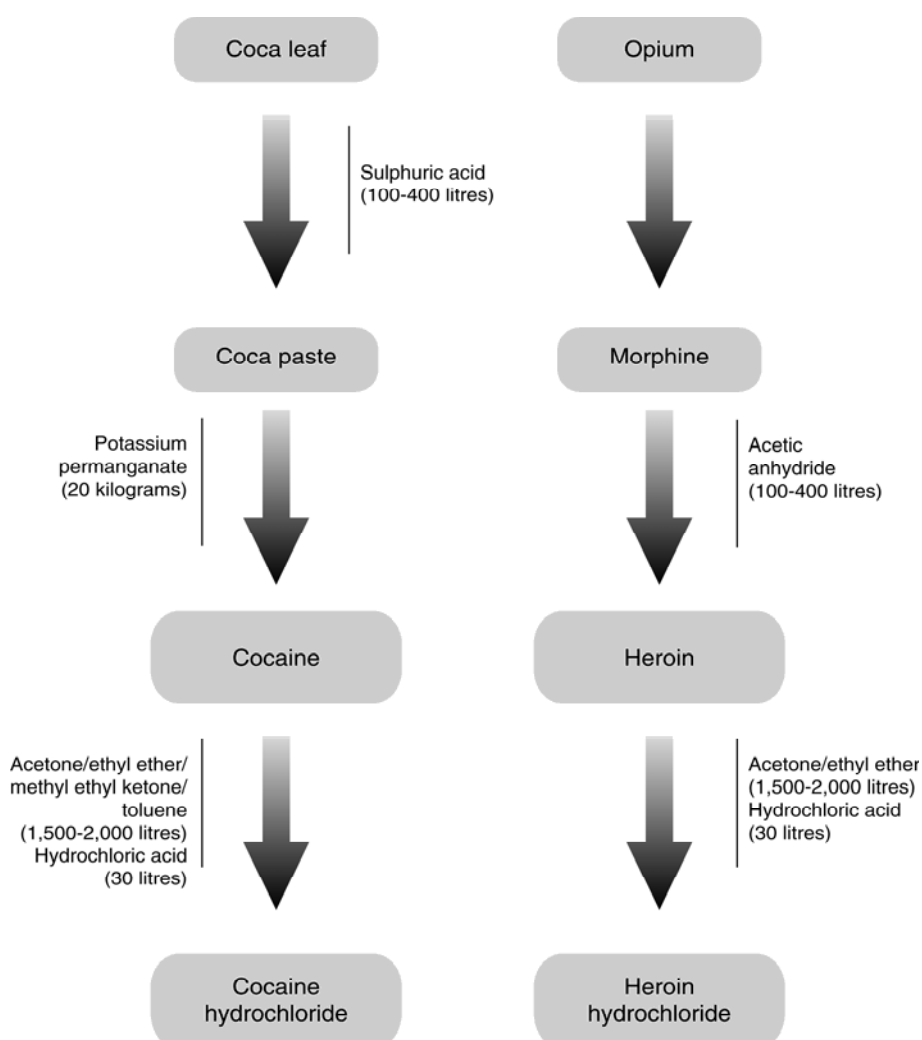 Coca leaf
Opium
Sulphuric acid
(100-400 litres)
Coca paste
Morphine
Potassium
permanganate
(20 kilograms)
Acetic
anhydride
(100-400 litres)
Cocaine
Heroin
Acetone/ethyl ether/
methyl ethyl ketone/
toluene
(1,500-2,000 litres)
Hydrochloric acid
(30 litres)
Acetone/ethyl ether
(1,500-2,000 litres)
Hydrochloric acid
(30 litres)
Cocaine
hydrochloride
Heroin
hydrochloride